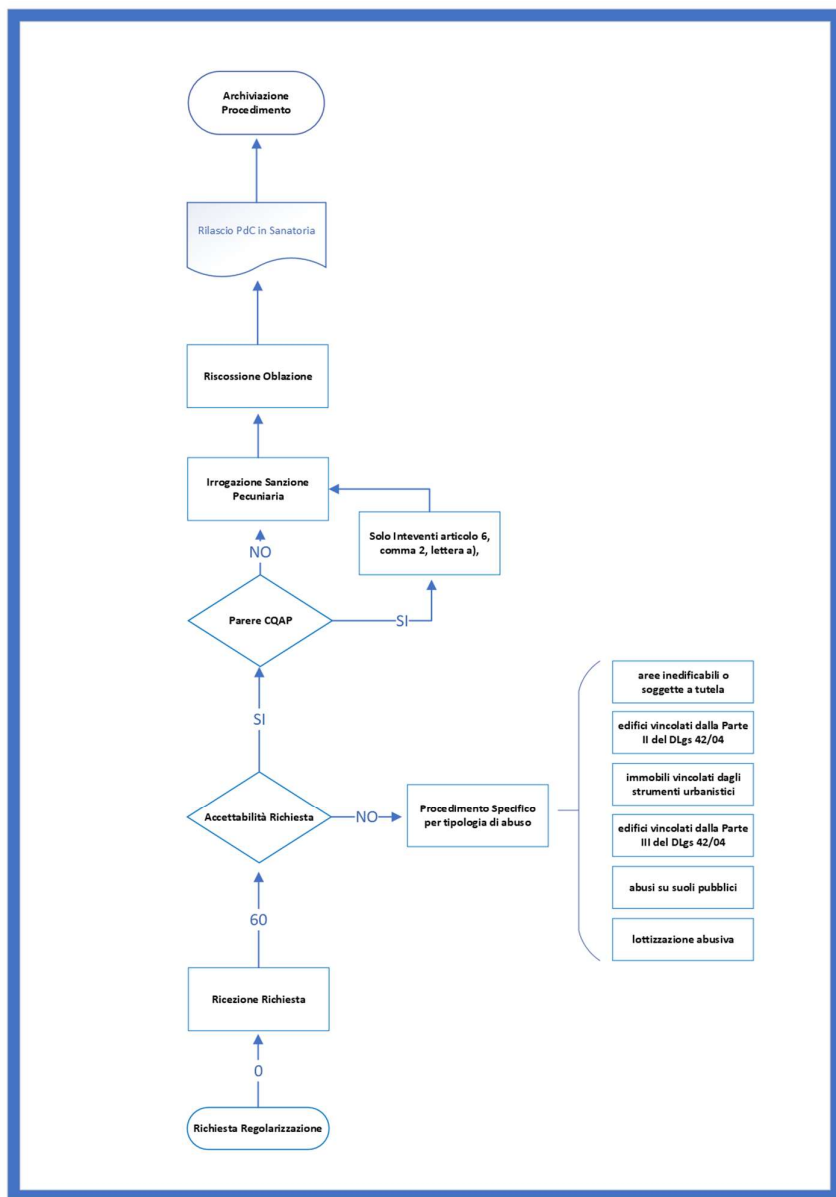 Archiviazione
Procedimento
Rilascio PdC in Sanatoria
Riscossione Oblazione
Irrogazione Sanzione
Pecuniaria
Solo Inteventi articolo 6,
comma 2, lettera a),
NO
Parere CQAP
SI
SI
aree inedificabili o
soggette a tutela
edifici vincolati dalla Parte
II del DLgs 42/04
immobili vincolati dagli
strumenti urbanistici
Accettabilità Richiesta
NO
Procedimento Specifico
per tipologia di abuso
edifici vincolati dalla Parte
III del DLgs 42/04
abusi su suoli pubblici
lottizzazione abusiva
60
Ricezione Richiesta
0
Richiesta Regolarizzazione